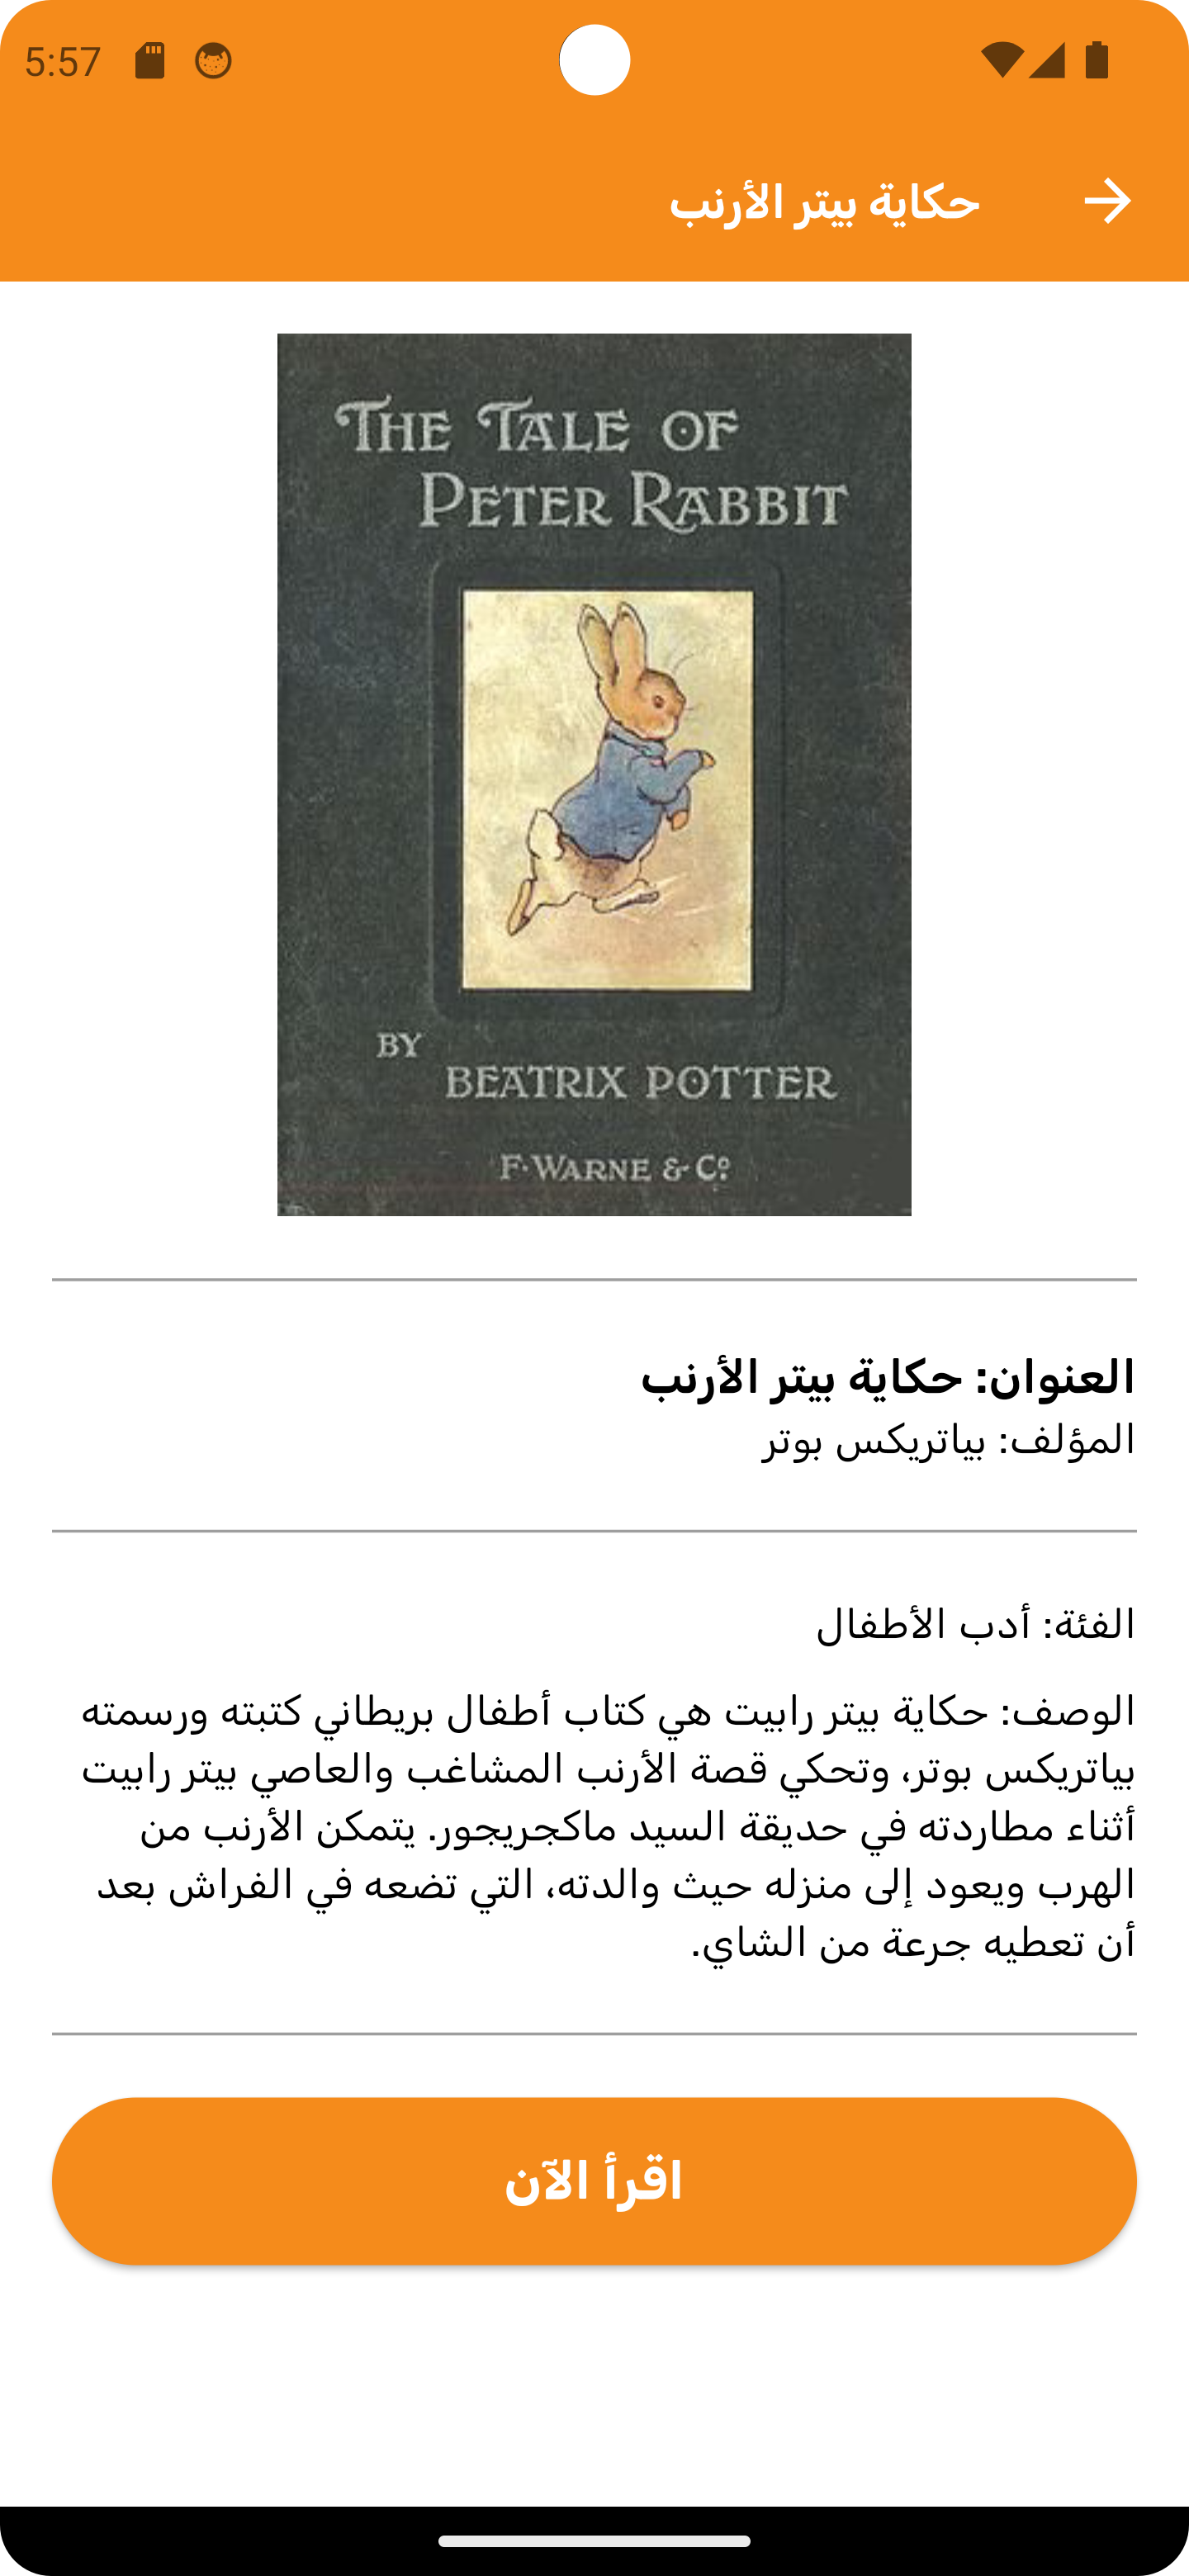 5:57
حكاية بيتر الأرنب
THE TALE OF
PETER RABBIT
BY
BEATRIX POTTER
F. WARNE & Co.
العنوان: حكاية بيتر الأرنب
المؤلف: بياتريكس بوتر
الفئة: أدب الأطفال
الوصف: حكاية بيتر رابيت هي كتاب أطفال بريطاني كتبته ورسمته
بياتريكس بوتر، وتحكي قصة الأرنب المشاغب والعاصي بيتر رابيت
أثناء مطاردته في حديقة السيد ماكجريجور. يتمكن الأرنب من
الهرب ويعود إلى منزله حيث والدته، التي تضعه في الفراش بعد
أن تعطيه جرعة من الشاي.
اقرأ الآن